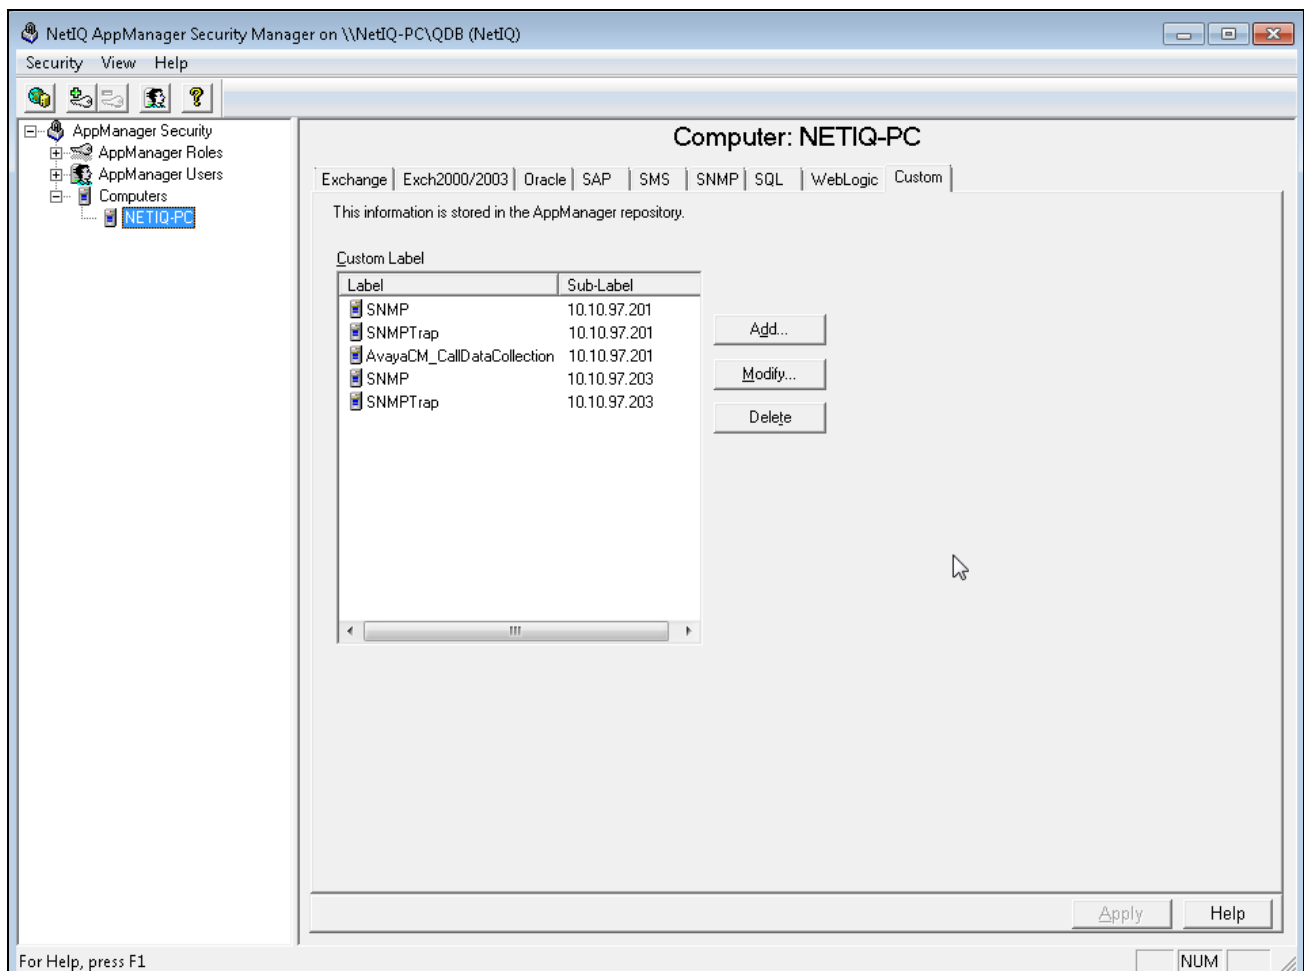 NetIQ AppManager Security Manager on \\NetIQ-PC\QDB (NetIQ)
Security View Help
AppManager Security
AppManager Roles
AppManager Users
Computers
NETIQ-PC
Computer: NETIQ-PC
Exchange Exch2000/2003 Oracle SAP SMS SNMP SQL WebLogic Custom
This information is stored in the AppManager repository.
Custom Label
Label Sub-Label
SNMP 10.10.97.201
SNMPTrap 10.10.97.201
AvayaCM_CallDataCollection 10.10.97.201
SNMP 10.10.97.203
SNMPTrap 10.10.97.203
Add...
Modify...
Delete
Apply Help
For Help, press F1 NUM